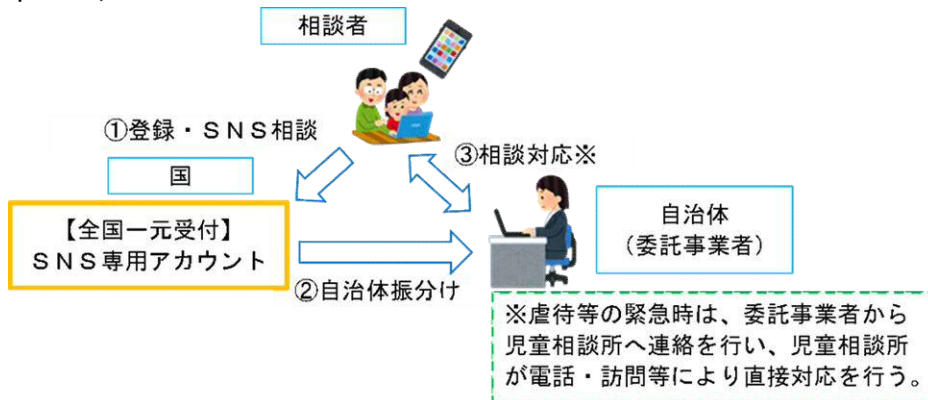 相談者
①登録・ＳＮＳ相談
③相談対応※
国
【全国一元受付】
ＳＮＳ専用アカウント
自治体
（委託事業者）
②自治体振分け
※虐待等の緊急時は、委託事業者から
児童相談所へ連絡を行い、児童相談所
が電話・訪問等により直接対応を行う。